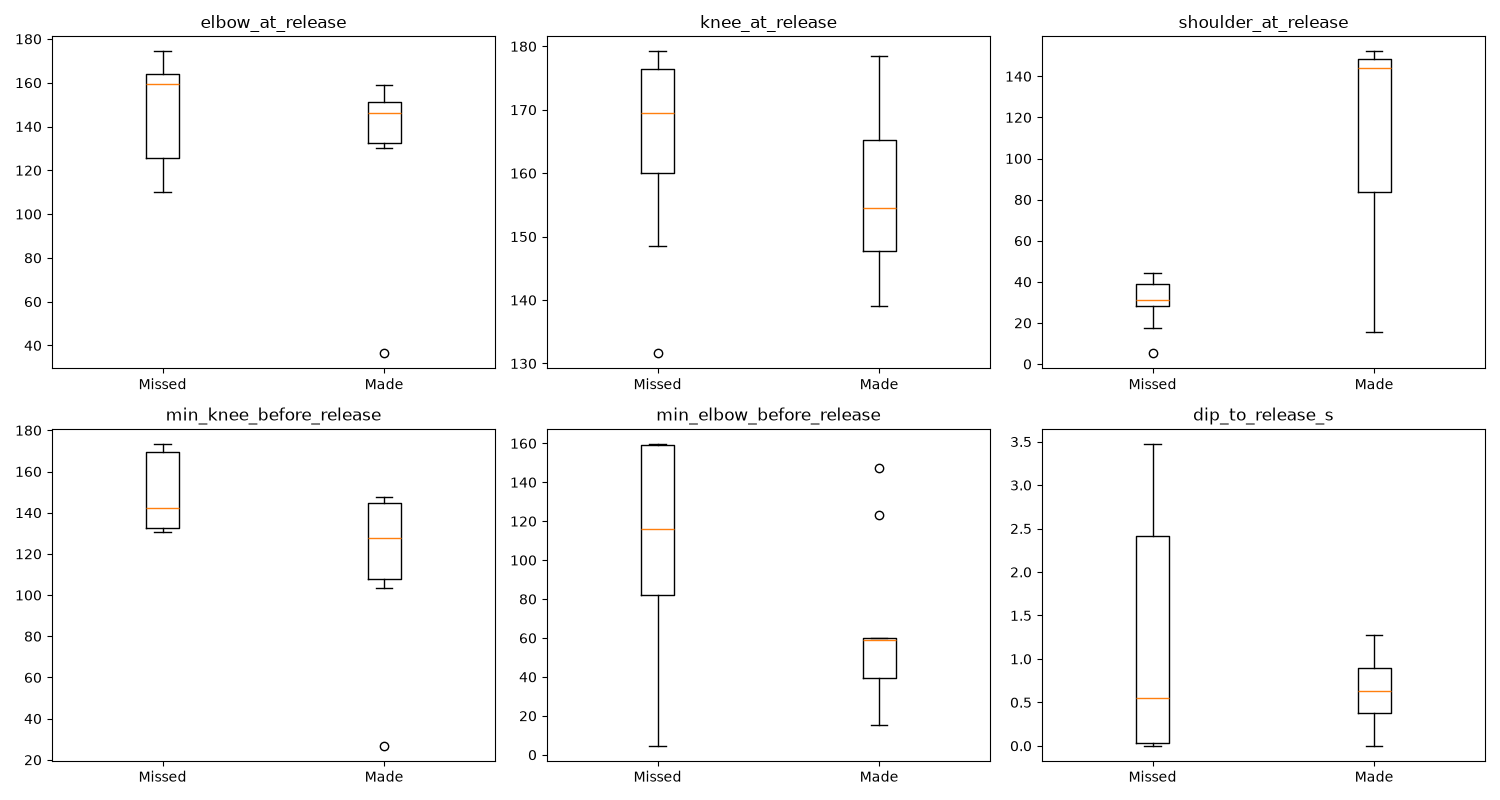 elbow_at_release
knee_at_release
shoulder_at_release
180
160
140
120
100
80
60
40
Missed
Made
180
170
160
150
140
130
Missed
Made
140
120
100
80
60
40
20
0
Missed
Made
min_knee_before_release
min_elbow_before_release
dip_to_release_s
180
160
140
120
100
80
60
40
20
Missed
Made
160
140
120
100
80
60
40
20
0
Missed
Made
3.5
3.0
2.5
2.0
1.5
1.0
0.5
0.0
Missed
Made